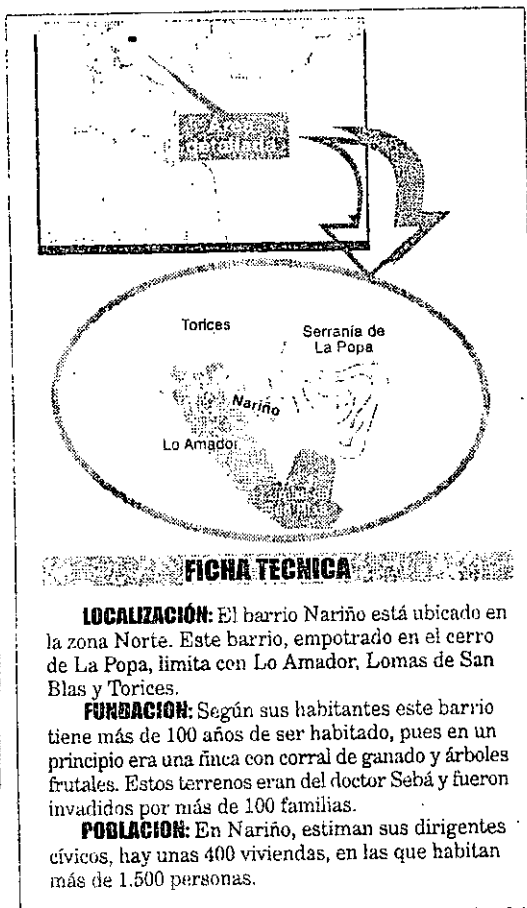 Area
detallada
Torices
Serranía de
La Popa
Nariño
Lo Amador
FICHA TECNICA
LOCALIZACIÓN: El barrio Nariño está ubicado en
la zona Norte. Este barrio, empotrado en el cerro
de La Popa, limita con Lo Amador, Lomas de San
Blas y Torices.
FUNDACIÓN: Según sus habitantes este barrio
tiene más de 100 años de ser habitado, pues en un
principio era una finca con corral de ganado y árboles
frutales. Estos terrenos eran del doctor Sebá y fueron
invadidos por más de 100 familias.
POBLACIÓN: En Nariño, estiman sus dirigentes
cívicos, hay unas 400 viviendas, en las que habitan
más de 1.500 personas.